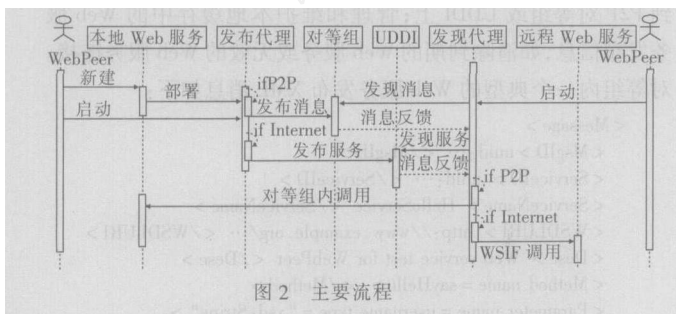 本地 Web 服务 发布代理 对等组 UDDI 发现代理 远程 Web 服务
WebPeer WebPeer
新建 部署 ifP2P 发现消息 启动
启动 发布消息 消息反馈
if Internet 发现服务
发布服务 消息反馈
if P2P
对等组内调用
if Internet
WSIF 调用
图 2 主要流程